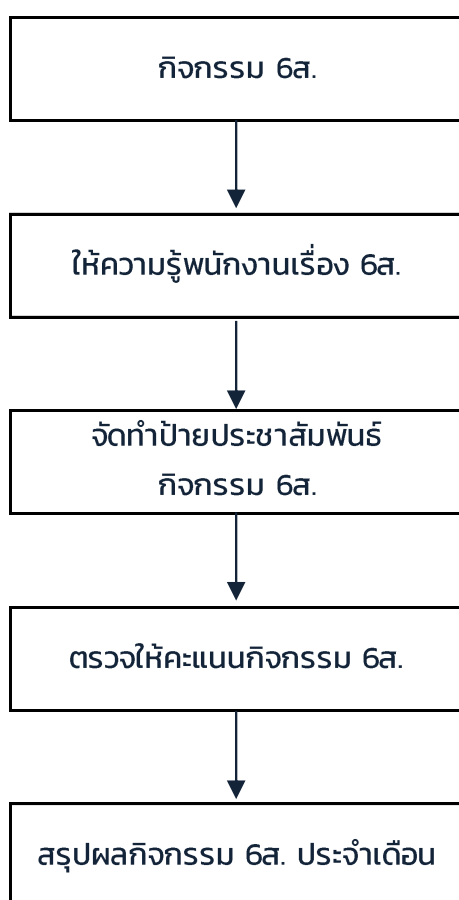 กิจกรรม 6ส.
ให้ความรู้พนักงานเรื่อง 6ส.
จัดทำป้ายประชาสัมพันธ์
กิจกรรม 6ส.
ตรวจให้คะแนนกิจกรรม 6ส.
สรุปผลกิจกรรม 6ส. ประจำเดือน